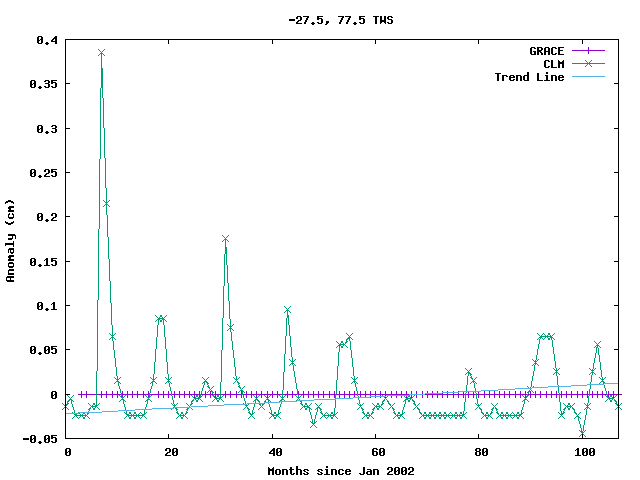 -27.5, 77.5 TWS
GRACE
CLM
Trend Line
0.4
0.35
0.3
0.25
0.2
0.15
0.1
0.05
0
-0.05
Anomaly (cm)
0 20 40 60 80 100
Months since Jan 2002